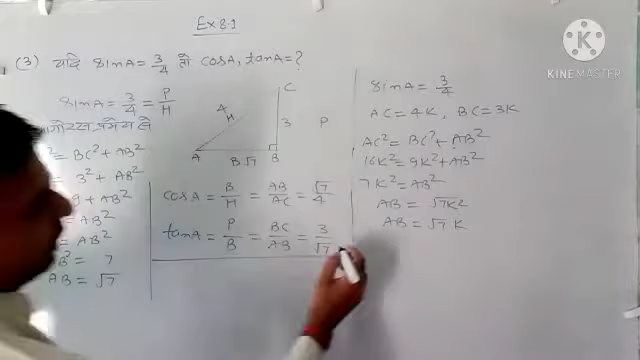 Ex 8.1
(3) यदि sinA = 3/4 तो cosA, tanA = ?
sinA = 3/4 = P/H
प्रमेय से
= BC² + AB²
= 3² + AB²
9 + AB²
= AB²
= AB²
B² = 7
AB = √7
C
4
H
3
P
A
B √7
B
cosA = B/H = AB/AC = √7/4
tanA = P/B = BC/AB = 3/√7
sinA = 3/4
AC = 4K, BC = 3K
AC² = BC² + AB²
16K² = 9K² + AB²
7K² = AB²
AB = √7K²
AB = √7 K
K
KINEMASTER